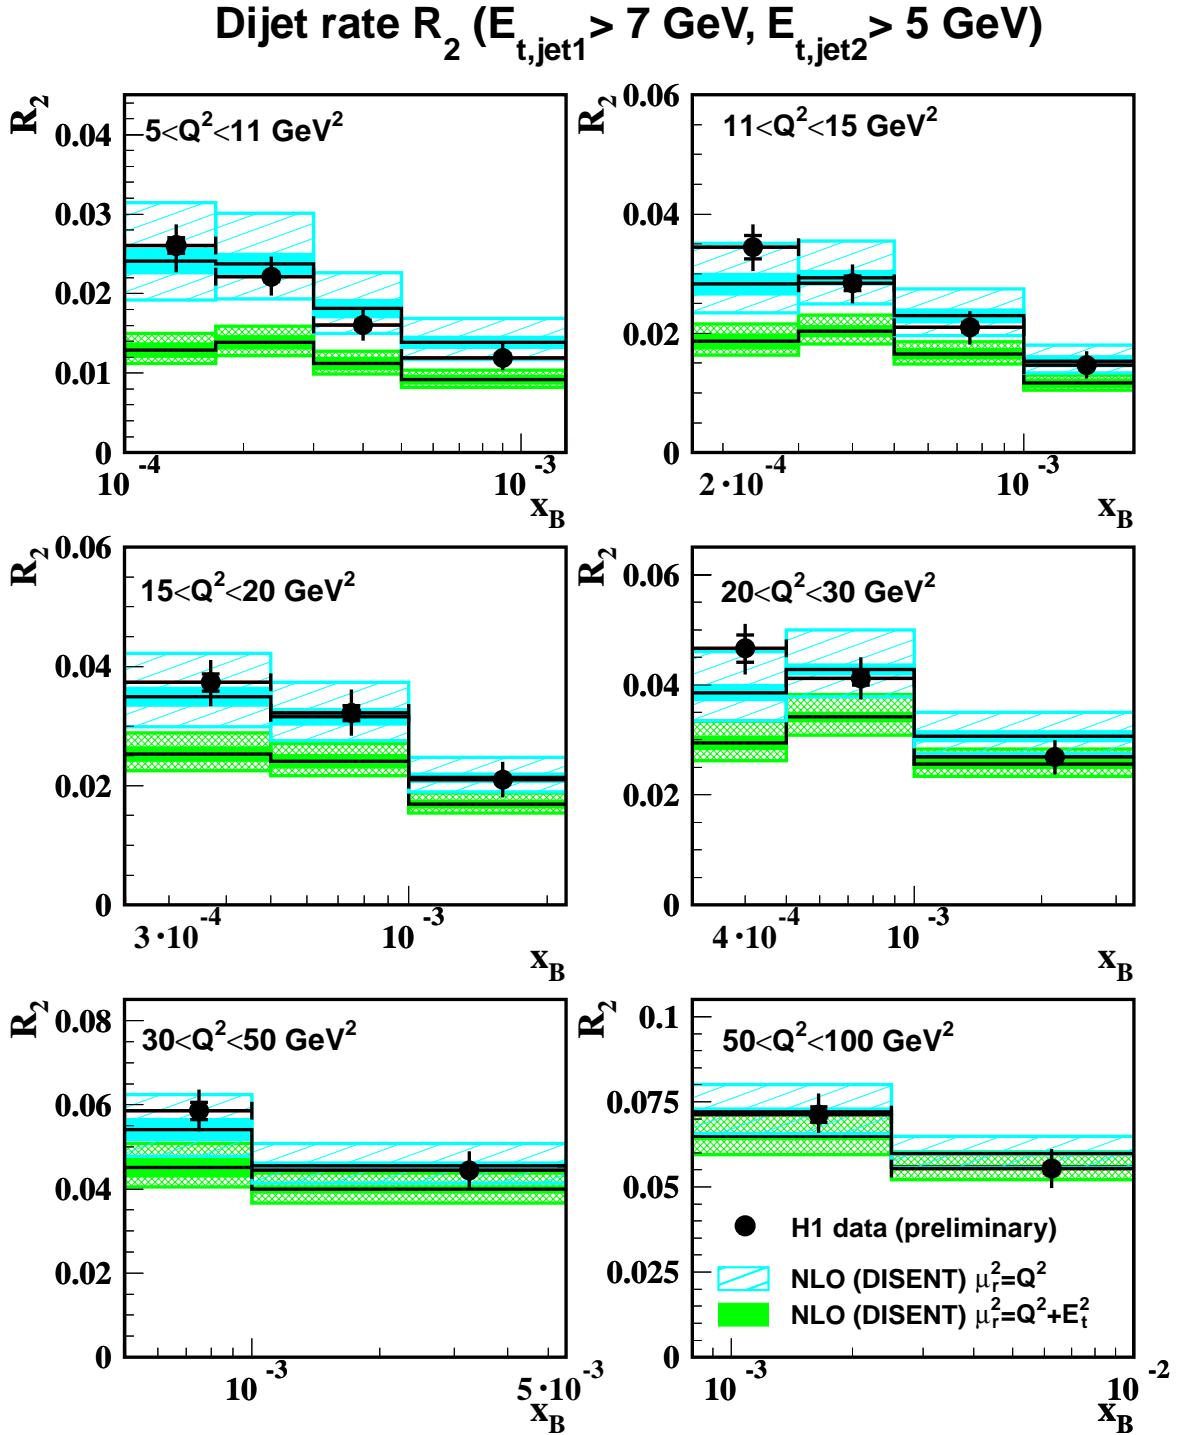 Dijet rate R2 (Et,jet1 > 7 GeV, Et,jet2 > 5 GeV)
R2
0.04
0.03
0.02
0.01
0
5<Q²<11 GeV²
10⁻⁴
10⁻³
xB
R2
0.06
0.04
0.02
0
11<Q²<15 GeV²
2·10⁻⁴
10⁻³
xB
R2
0.06
0.04
0.02
0
15<Q²<20 GeV²
3·10⁻⁴
10⁻³
xB
R2
0.06
0.04
0.02
0
20<Q²<30 GeV²
4·10⁻⁴
10⁻³
xB
R2
0.08
0.06
0.04
0.02
0
30<Q²<50 GeV²
10⁻³
5·10⁻³
xB
R2
0.1
0.075
0.05
0.025
0
50<Q²<100 GeV²
H1 data (preliminary)
NLO (DISENT) μr²=Q²
NLO (DISENT) μr²=Q²+Et²
10⁻³
10⁻²
xB